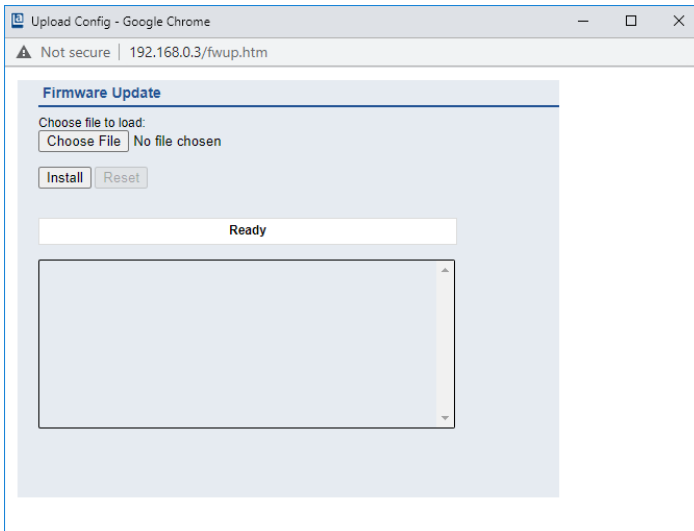 Upload Config - Google Chrome
Not secure | 192.168.0.3/fwup.htm
Firmware Update
Choose file to load:
Choose File No file chosen
Install Reset
Ready